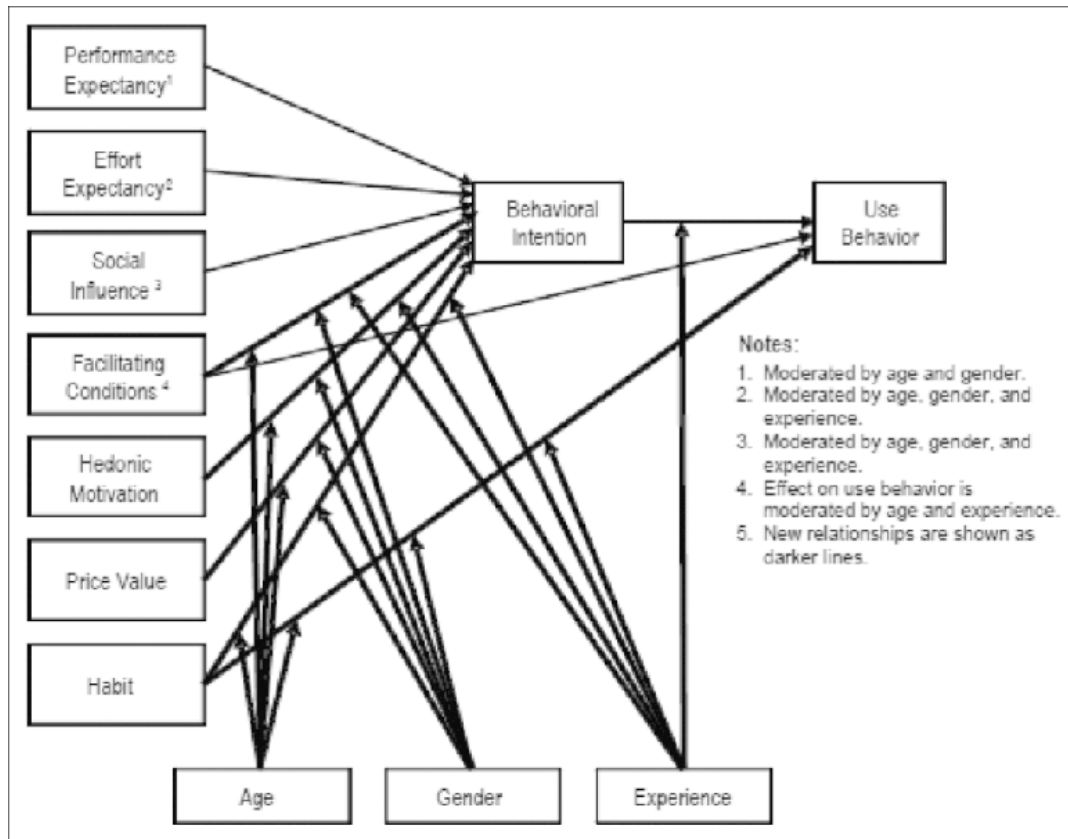 Performance
Expectancy¹
Effort
Expectancy²
Social
Influence ³
Facilitating
Conditions ⁴
Hedonic
Motivation
Price Value
Habit
Behavioral
Intention
Use
Behavior
Notes:
1. Moderated by age and gender.
2. Moderated by age, gender, and
experience.
3. Moderated by age, gender, and
experience.
4. Effect on use behavior is
moderated by age and experience.
5. New relationships are shown as
darker lines.
Age
Gender
Experience